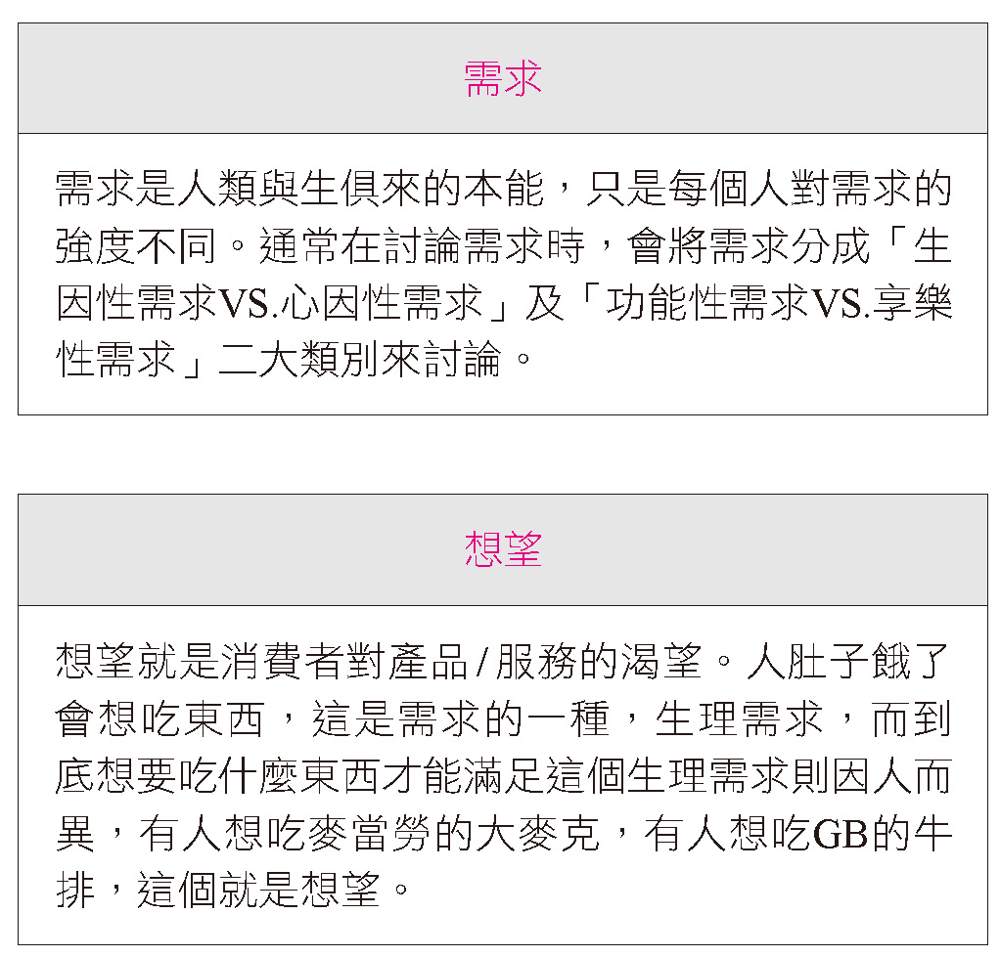 需求
需求是人類與生俱來的本能，只是每個人對需求的
強度不同。通常在討論需求時，會將需求分成「生
因性需求VS.心因性需求」及「功能性需求VS.享樂
性需求」二大類別來討論。
想望
想望就是消費者對產品/服務的渴望。人肚子餓了
會想吃東西，這是需求的一種，生理需求，而到
底想要吃什麼東西才能滿足這個生理需求則因人而
異，有人想吃麥當勞的大麥克，有人想吃GB的牛
排，這個就是想望。